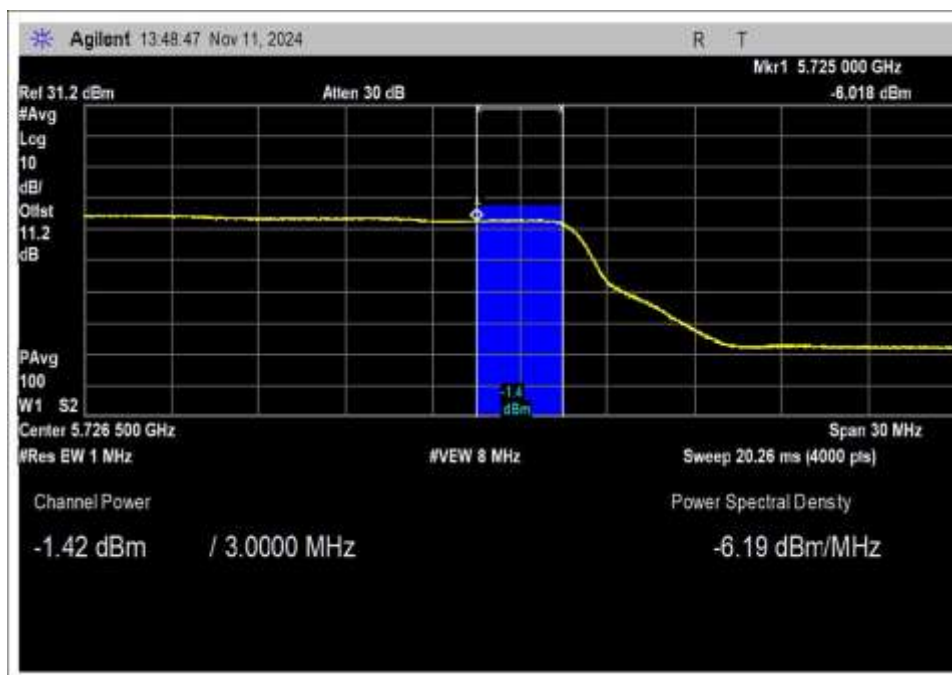 Agilent 13:48:47 Nov 11, 2024 R T
Mkr1 5.725 000 GHz
Ref 31.2 dBm Atten 30 dB -6.018 dBm
#Avg
Log
10
dB/
Offst
11.2
dB
PAvg
100
W1 S2
-1.4
dBm
Center 5.726 500 GHz Span 30 MHz
#Res BW 1 MHz #VBW 8 MHz Sweep 20.26 ms (4000 pts)
Channel Power Power Spectral Density
-1.42 dBm / 3.0000 MHz -6.19 dBm/MHz